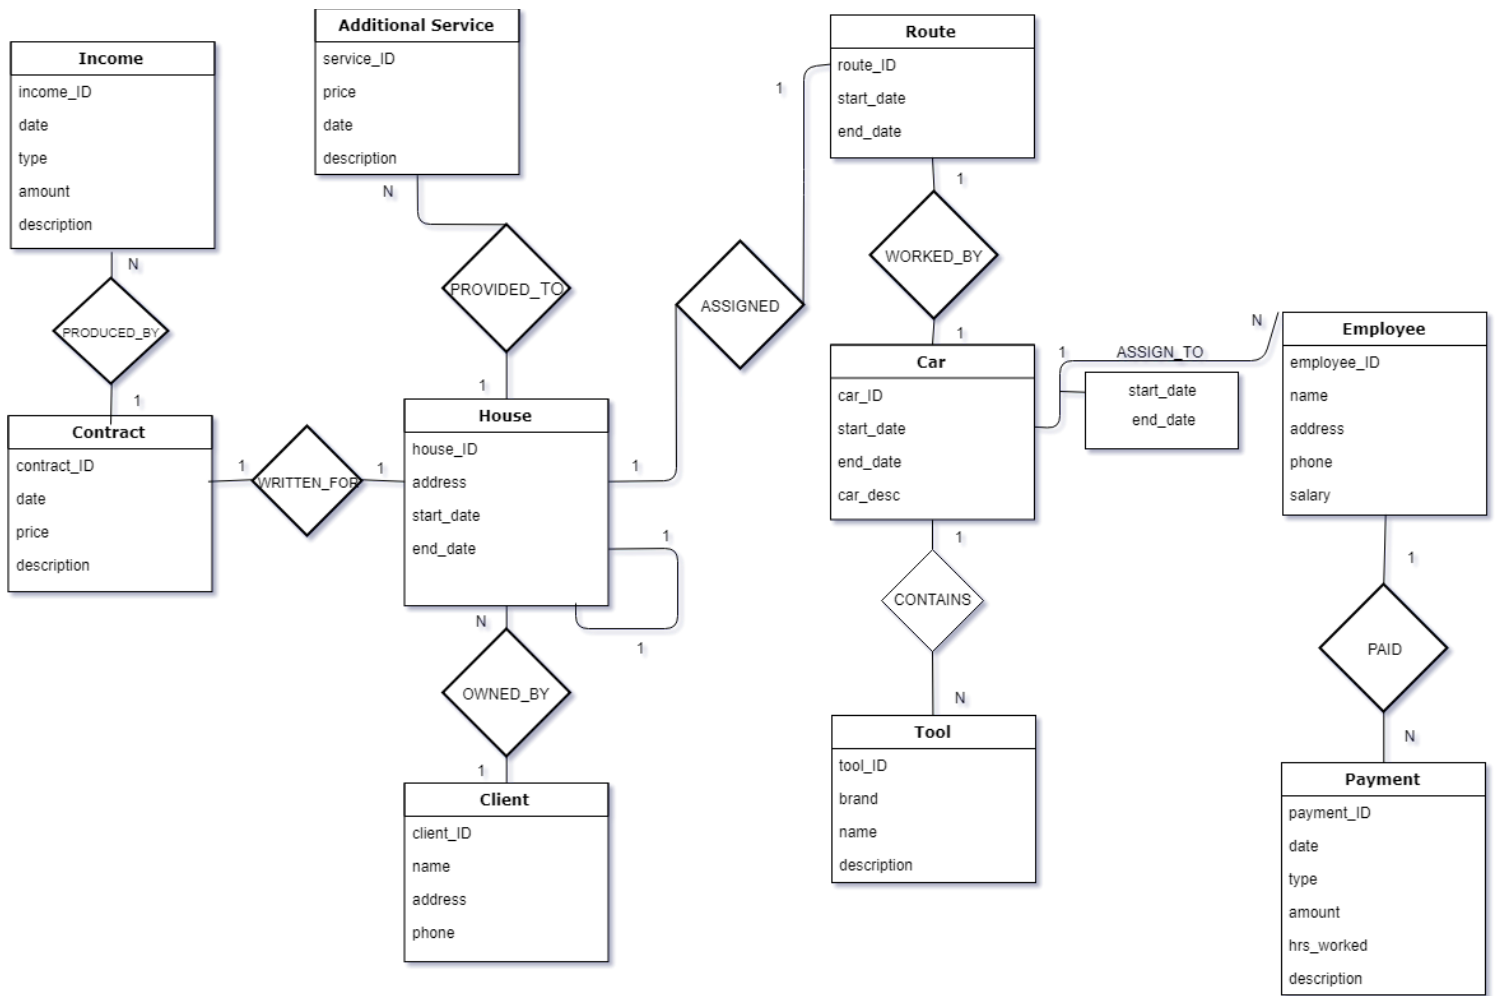 Income
income_ID
date
type
amount
description
N
PRODUCED_BY
1
Contract
contract_ID
date
price
description
1
WRITTEN_FOR
1
Additional Service
service_ID
price
date
description
N
PROVIDED_TO
1
House
house_ID
address
start_date
end_date
1
1
N
OWNED_BY
1
Client
client_ID
name
address
phone
1
ASSIGNED
1
Route
route_ID
start_date
end_date
1
WORKED_BY
1
Car
car_ID
start_date
end_date
car_desc
1
CONTAINS
N
Tool
tool_ID
brand
name
description
1
ASSIGN_TO
N
start_date
end_date
Employee
employee_ID
name
address
phone
salary
1
PAID
N
Payment
payment_ID
date
type
amount
hrs_worked
description